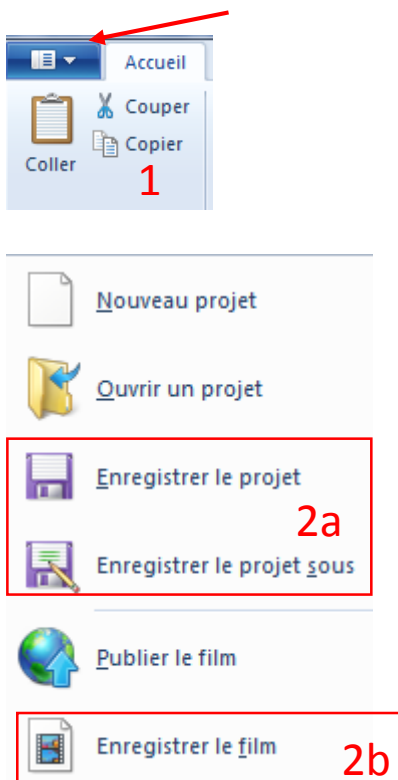 Accueil
Couper
Copier
Coller
1
Nouveau projet
Ouvrir un projet
Enregistrer le projet
2a
Enregistrer le projet sous
Publier le film
Enregistrer le film
2b